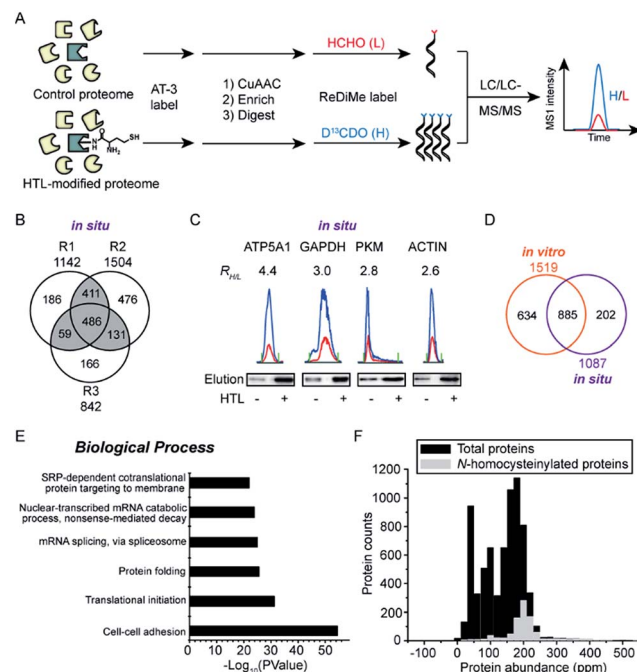 A
Control proteome
HTL-modified proteome
AT-3
label
1) CuAAC
2) Enrich
3) Digest
HCHO (L)
ReDiMe label
D¹³CDO (H)
LC/LC-
MS/MS
MS1 intensity
H/L
Time
N
H
O
NH₂
SH
B
in situ
R1
1142
R2
1504
186
411
476
486
59
131
166
R3
842
C
in situ
ATP5A1 GAPDH PKM ACTIN
R_H/L 4.4 3.0 2.8 2.6
Elution
HTL - + - + - + - +
D
in vitro
1519
634 885 202
1087
in situ
E
Biological Process
SRP-dependent cotranslational
protein targeting to membrane
Nuclear-transcribed mRNA catabolic
process, nonsense-mediated decay
mRNA splicing, via spliceosome
Protein folding
Translational initiation
Cell-cell adhesion
0 10 20 30 40 50
-Log₁₀(PValue)
F
Total proteins
N-homocysteinylated proteins
Protein counts
1200
1000
800
600
400
200
0
-100 0 100 200 300 400 500
Protein abundance (ppm)